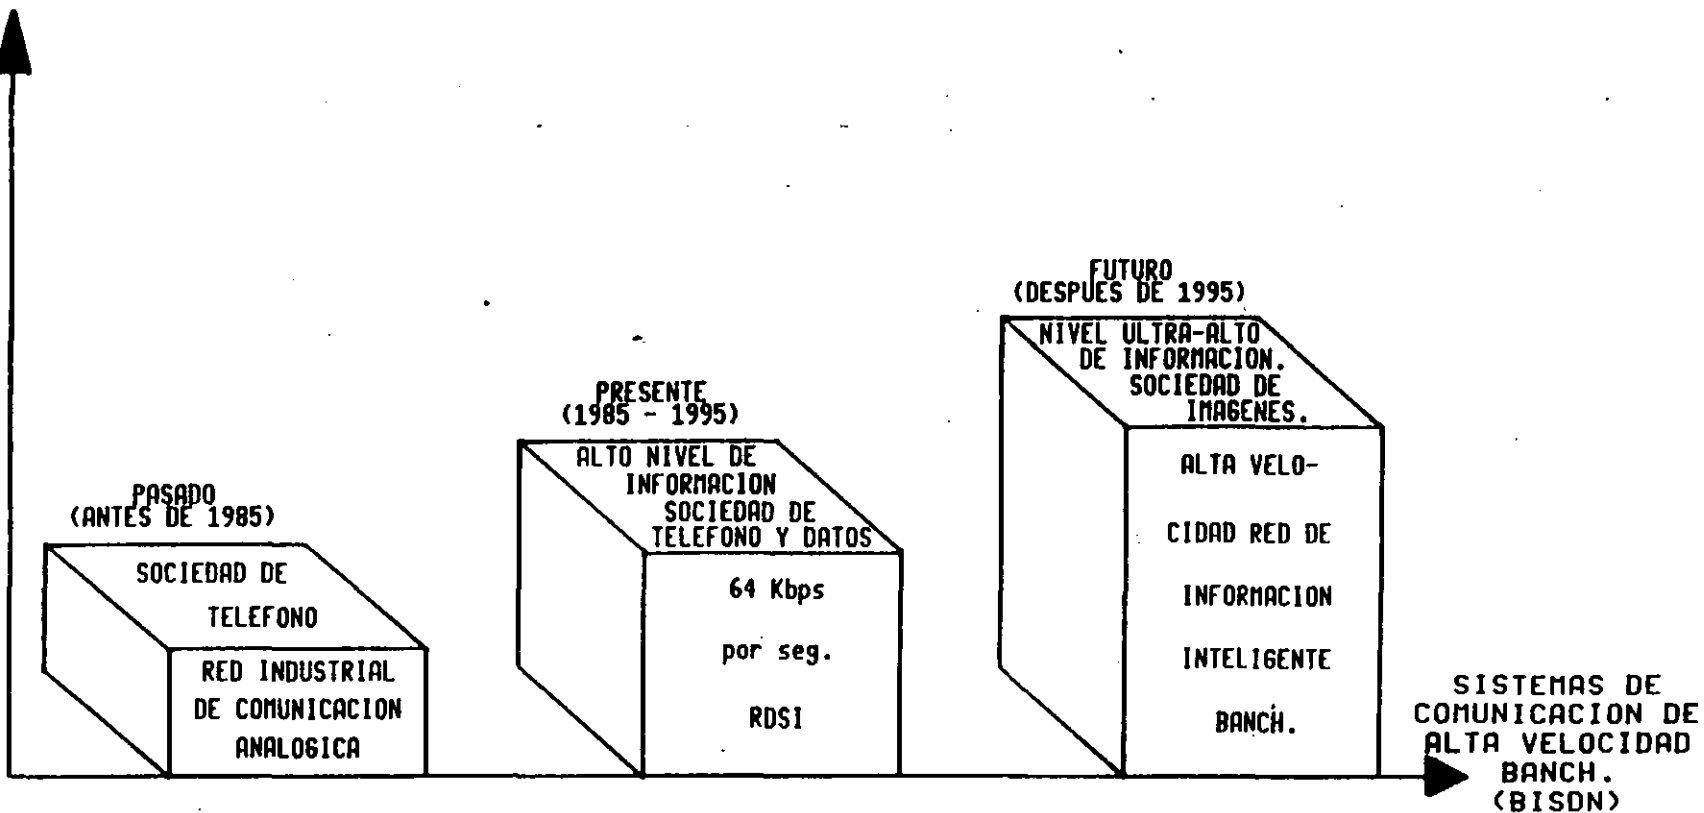 PASADO
(ANTES DE 1985)
SOCIEDAD DE
TELEFONO
RED INDUSTRIAL
DE COMUNICACION
ANALOGICA
PRESENTE
(1985 - 1995)
ALTO NIVEL DE
INFORMACION
SOCIEDAD DE
TELEFONO Y DATOS
64 Kbps
por seg.
RDSI
FUTURO
(DESPUES DE 1995)
NIVEL ULTRA-ALTO
DE INFORMACION.
SOCIEDAD DE
IMAGENES.
ALTA VELO-
CIDAD RED DE
INFORMACION
INTELIGENTE
BANCH.
SISTEMAS DE
COMUNICACION DE
ALTA VELOCIDAD
BANCH.
(BISDN)